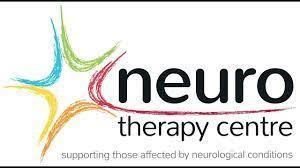 neuro
therapy centre
supporting those affected by neurological conditions